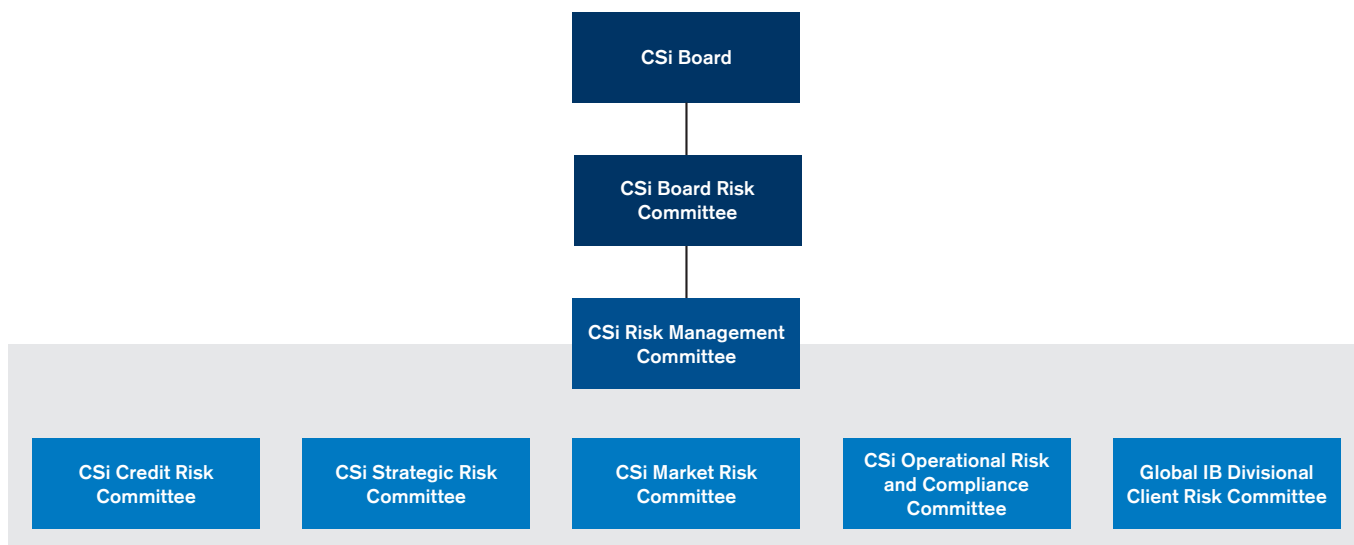 CSi Board
CSi Board Risk
Committee
CSi Risk Management
Committee
CSi Credit Risk
Committee
CSi Strategic Risk
Committee
CSi Market Risk
Committee
CSi Operational Risk
and Compliance
Committee
Global IB Divisional
Client Risk Committee